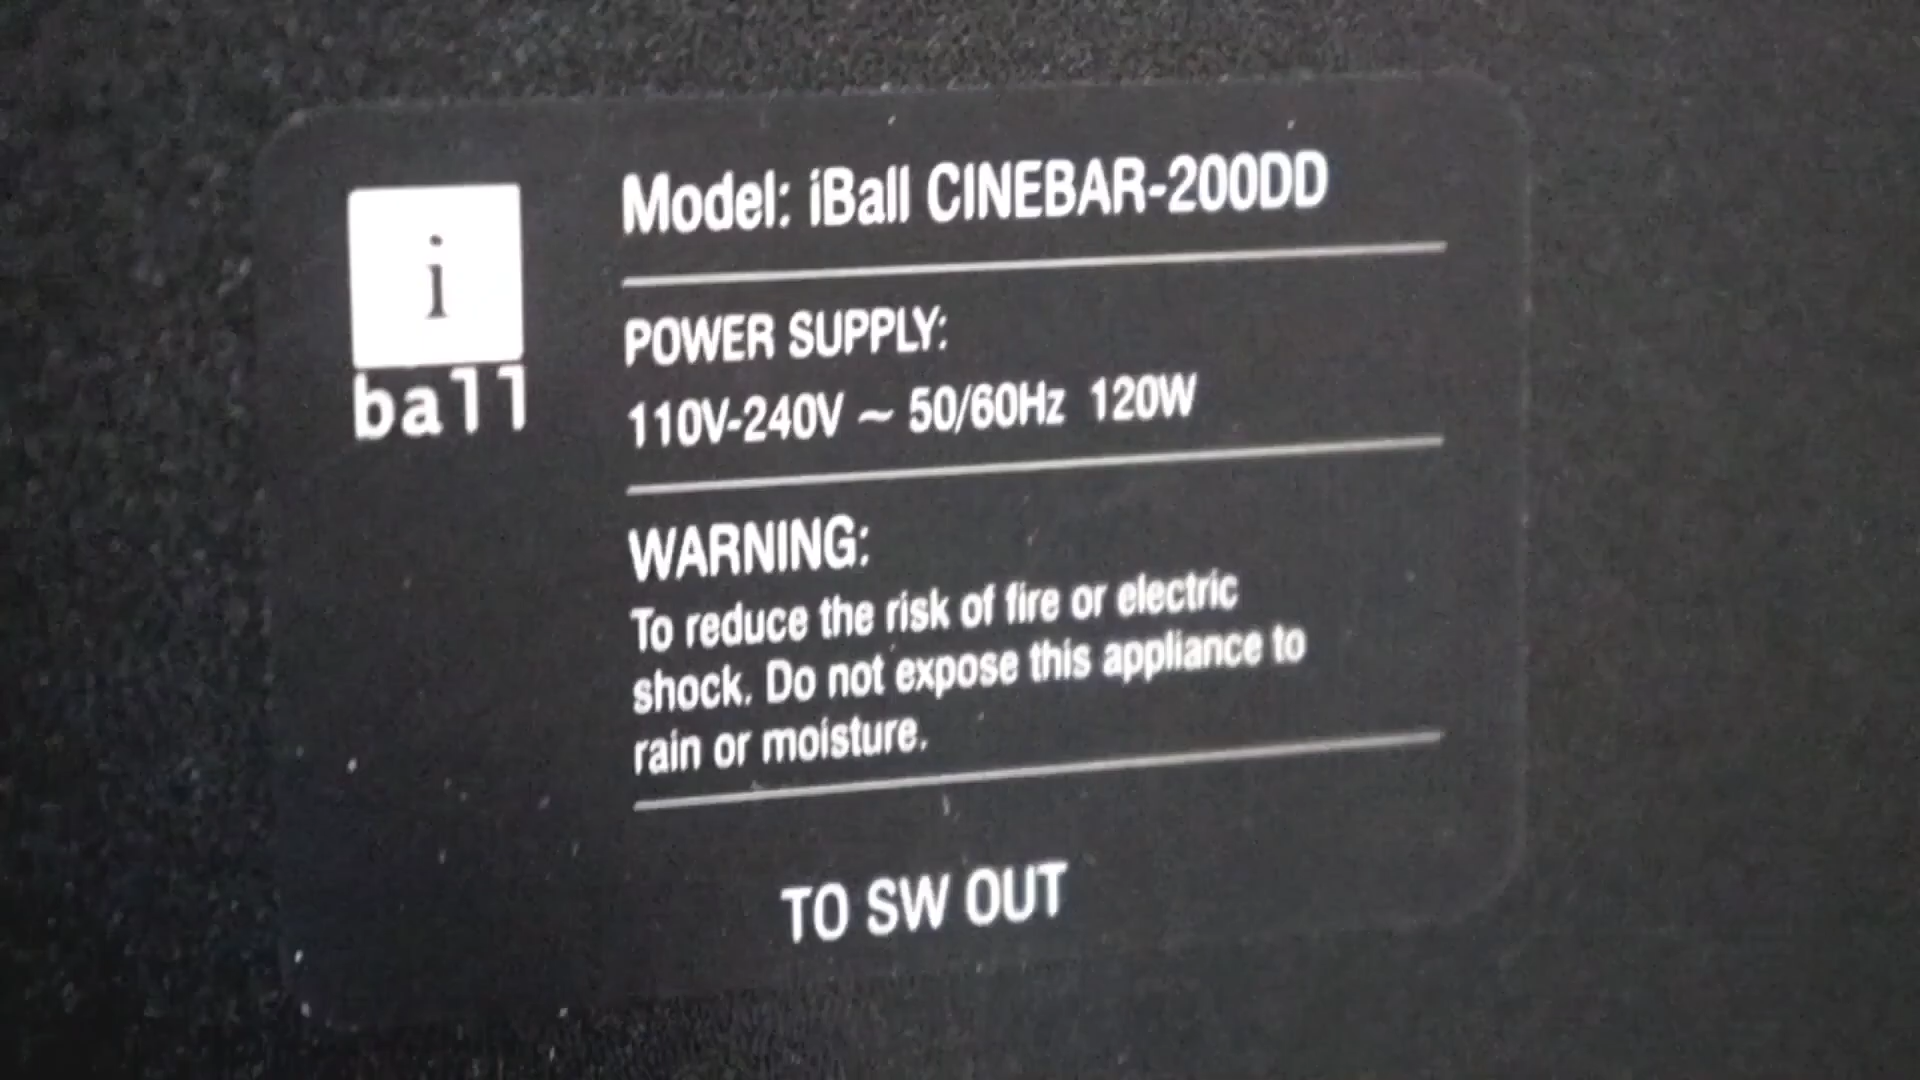 i
ball
Model: iBall CINEBAR-200DD
POWER SUPPLY:
110V-240V ~ 50/60Hz 120W
WARNING:
To reduce the risk of fire or electric
shock. Do not expose this appliance to
rain or moisture.
TO SW OUT